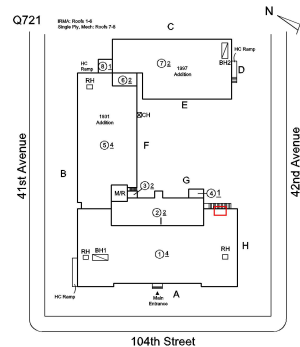 Q721
IRMA: Roofs 1-6
Single Ply, Mech: Roofs 7-8
N
C
HC
Ramp
8 1
7 2
1997
Addition
BH2
HC Ramp
D
6 2
RH
E
CH
1931
Addition
5 4
F
B
41st Avenue
42nd Avenue
M/R
3 2
G
4 1
2 2
H
RH
BH1
1 4
RH
HC Ramp
A
Main
Entrance
104th Street